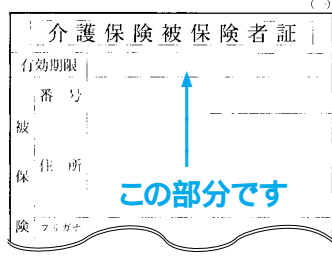 (一)
介護保険被保険者証
有効期限
番号
被
住所
保
この部分です
険
フリガナ